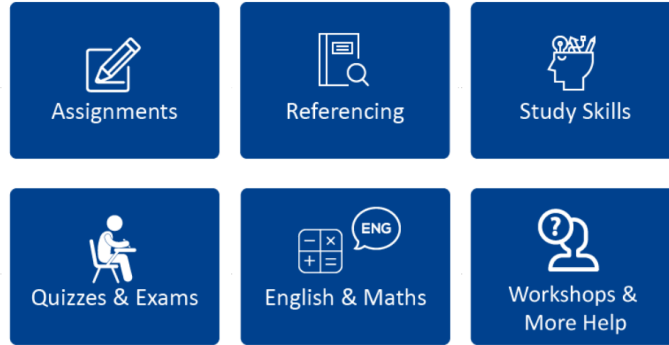 Assignments
Referencing
Study Skills
Quizzes & Exams
ENG
English & Maths
?
Workshops &
More Help